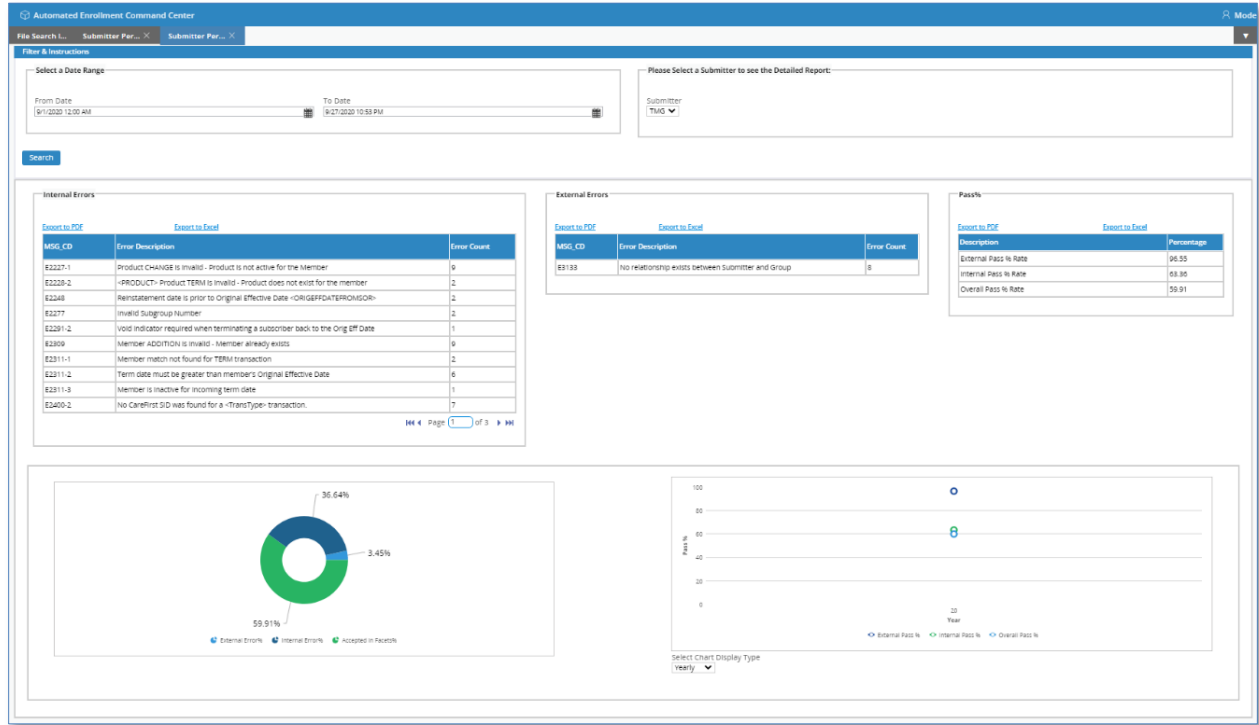 Automated Enrollment Command Center
Mode
File Search I... Submitter Per... Submitter Per...
Filter & Instructions
Select a Date Range
From Date To Date
9/1/2020 12:00 AM 9/27/2020 10:53 PM
Please Select a Submitter to see the Detailed Report:
Submitter
TMG
Search
Internal Errors
Export to PDF Export to Excel
MSG_CD Error Description Error Count
E2227-1 Product CHANGE is invalid - Product is not active for the Member 9
E2228-2 <PRODUCT> Product TERM is invalid - Product does not exist for the member 2
E2248 Reinstatement date is prior to Original Effective Date <ORIGEFFDATEFROMSOR> 2
E2277 Invalid Subgroup Number 2
E2291-2 Void indicator required when terminating a subscriber back to the Orig Eff Date 1
E2309 Member ADDITION is invalid - Member already exists 9
E2311-1 Member match not found for TERM transaction 2
E2311-2 Term date must be greater than member's Original Effective Date 6
E2311-3 Member is inactive for incoming term date 1
E2400-2 No CareFirst SID was found for a <TransType> transaction. 7
Page 1 of 3
External Errors
Export to PDF Export to Excel
MSG_CD Error Description Error Count
E3133 No relationship exists between Submitter and Group 8
Pass%
Export to PDF Export to Excel
Description Percentage
External Pass % Rate 96.55
Internal Pass % Rate 63.36
Overall Pass % Rate 59.91
36.64%
3.45%
59.91%
External Error% Internal Error% Accepted in Facets%
100
80
60
40
20
0
Pass %
20
Year
External Pass % Internal Pass % Overall Pass %
Select Chart Display Type
Yearly